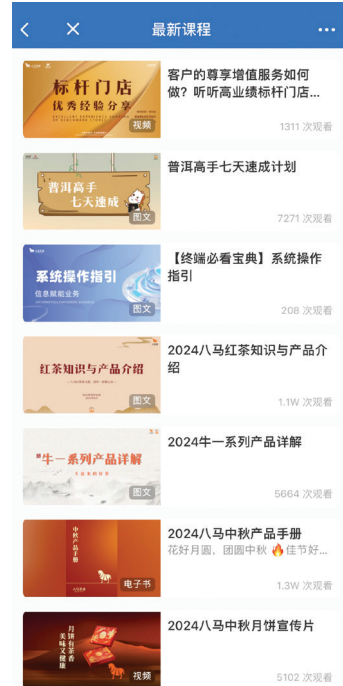 最新课程
标杆门店
优秀经验分享
视频
客户的尊享增值服务如何
做？听听高业绩标杆门店...
1311 次观看
普洱高手
七天速成
图文
普洱高手七天速成计划
7271 次观看
系统操作指引
信息赋能业务
图文
【终端必看宝典】系统操作
指引
208 次观看
红茶知识与产品介绍
图文
2024八马红茶知识与产品介
绍
1.1W 次观看
牛一系列产品详解
图文
2024牛一系列产品详解
5664 次观看
中秋产品手册
电子书
2024八马中秋产品手册
花好月圆，团圆中秋 🔥佳节好...
1.3W 次观看
月饼有茶香
美味又健康
视频
2024八马中秋月饼宣传片
5102 次观看